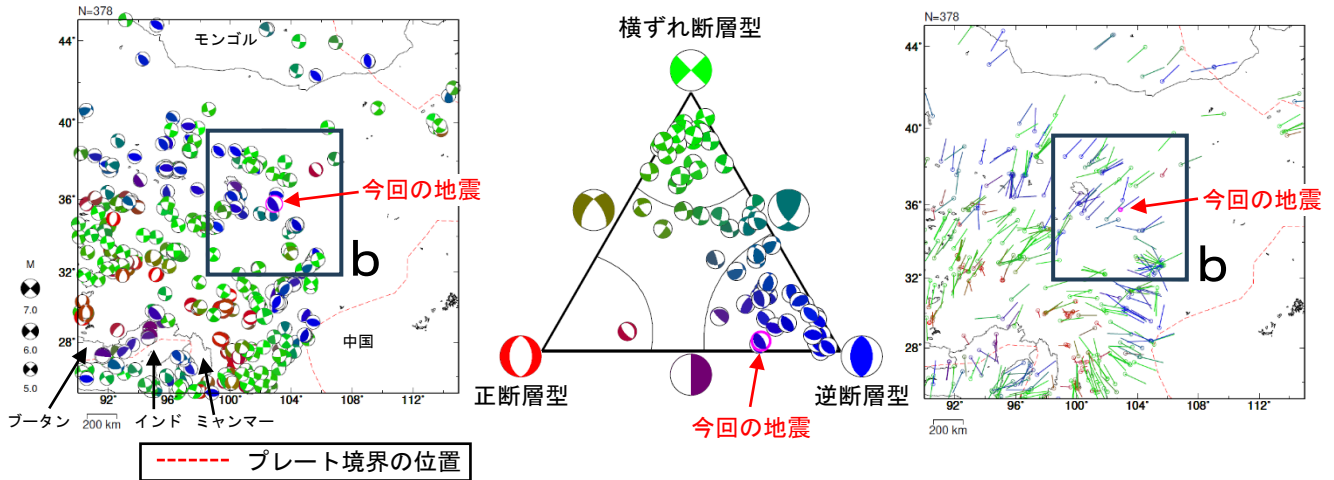 N=378
44˚
40˚
36˚
32˚
28˚
モンゴル
今回の地震
b
中国
M
7.0
6.0
5.0
92˚
96˚
100˚
104˚
108˚
112˚
ブータン
インド
ミャンマー
200 km
プレート境界の位置
横ずれ断層型
正断層型
逆断層型
今回の地震
N=378
44˚
40˚
36˚
32˚
28˚
今回の地震
b
92˚
96˚
100˚
104˚
108˚
112˚
200 km